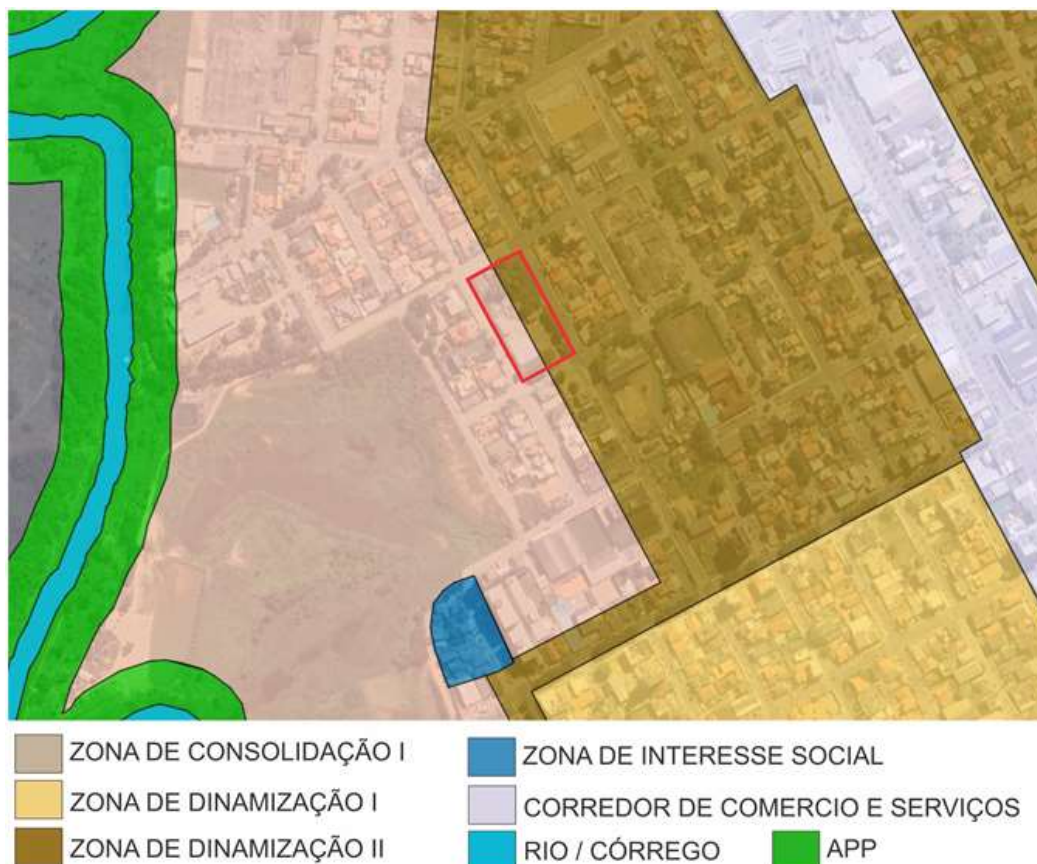 ZONA DE CONSOLIDAÇÃO I
ZONA DE DINAMIZAÇÃO I
ZONA DE DINAMIZAÇÃO II
ZONA DE INTERESSE SOCIAL
CORREDOR DE COMERCIO E SERVIÇOS
RIO / CÓRREGO
APP